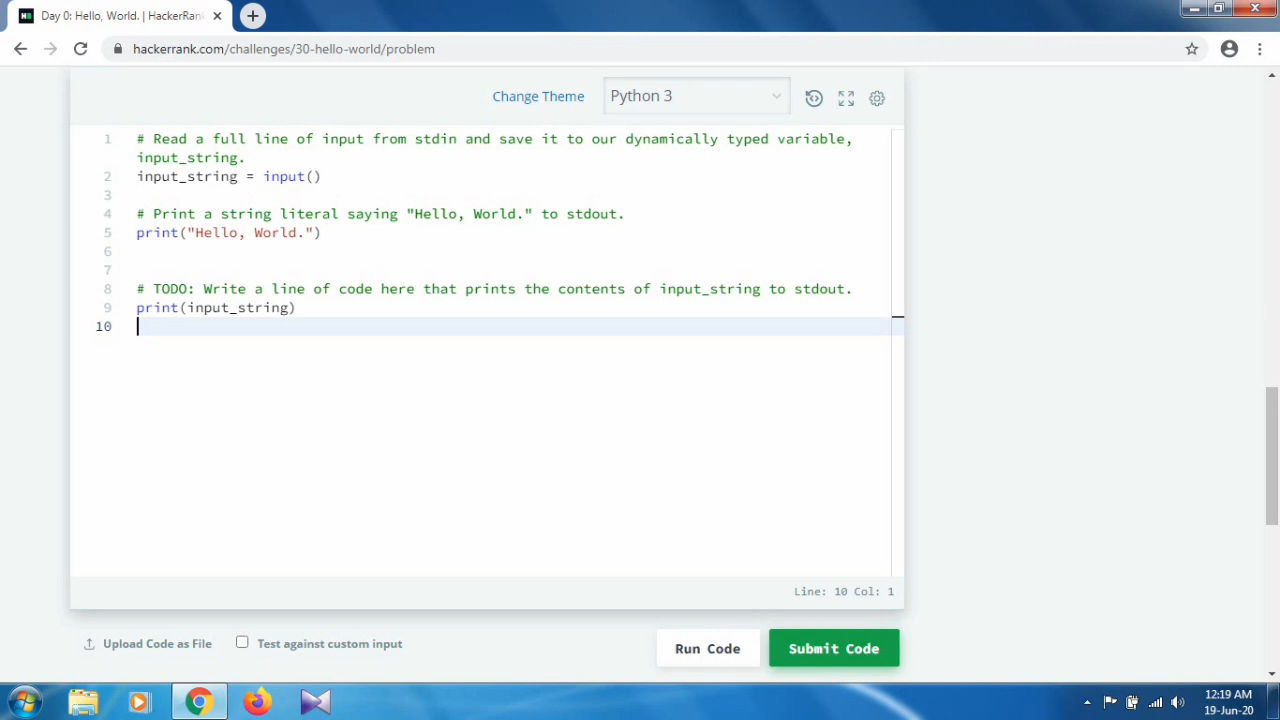 Day 0: Hello, World. | HackerRank
hackerrank.com/challenges/30-hello-world/problem
Change Theme
Python 3
1 # Read a full line of input from stdin and save it to our dynamically typed variable,
input_string.
2 input_string = input()
3
4 # Print a string literal saying "Hello, World." to stdout.
5 print("Hello, World.")
6
7
8 # TODO: Write a line of code here that prints the contents of input_string to stdout.
9 print(input_string)
10
Line: 10 Col: 1
Upload Code as File
Test against custom input
Run Code
Submit Code
12:19 AM
19-Jun-20